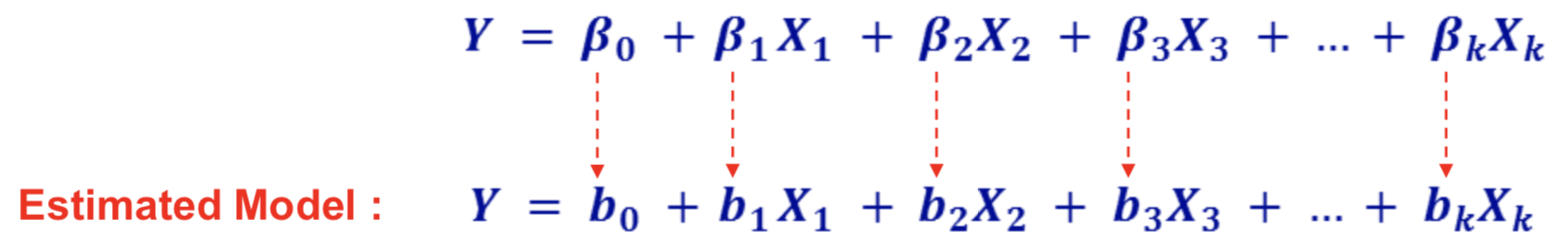 Y = β₀ + β₁X₁ + β₂X₂ + β₃X₃ + ... + βₖXₖ
Estimated Model : Y = b₀ + b₁X₁ + b₂X₂ + b₃X₃ + ... + bₖXₖ